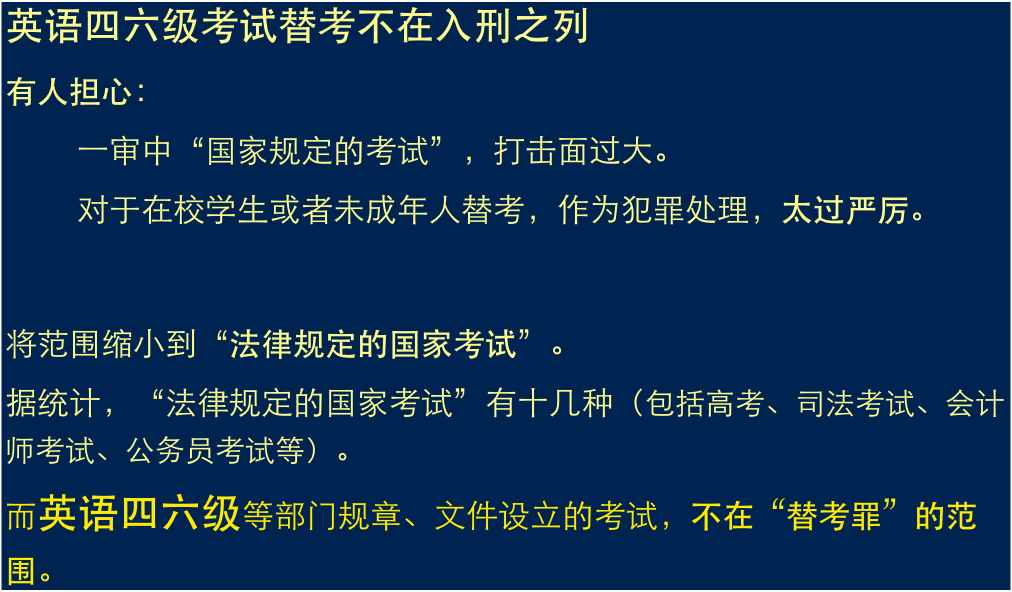 英语四六级考试替考不在入刑之列
有人担心：
一审中“国家规定的考试”，打击面过大。
对于在校学生或者未成年人替考，作为犯罪处理，太过严厉。
将范围缩小到“法律规定的国家考试”。
据统计，“法律规定的国家考试”有十几种（包括高考、司法考试、会计
师考试、公务员考试等）。
而英语四六级等部门规章、文件设立的考试，不在“替考罪”的范
围。